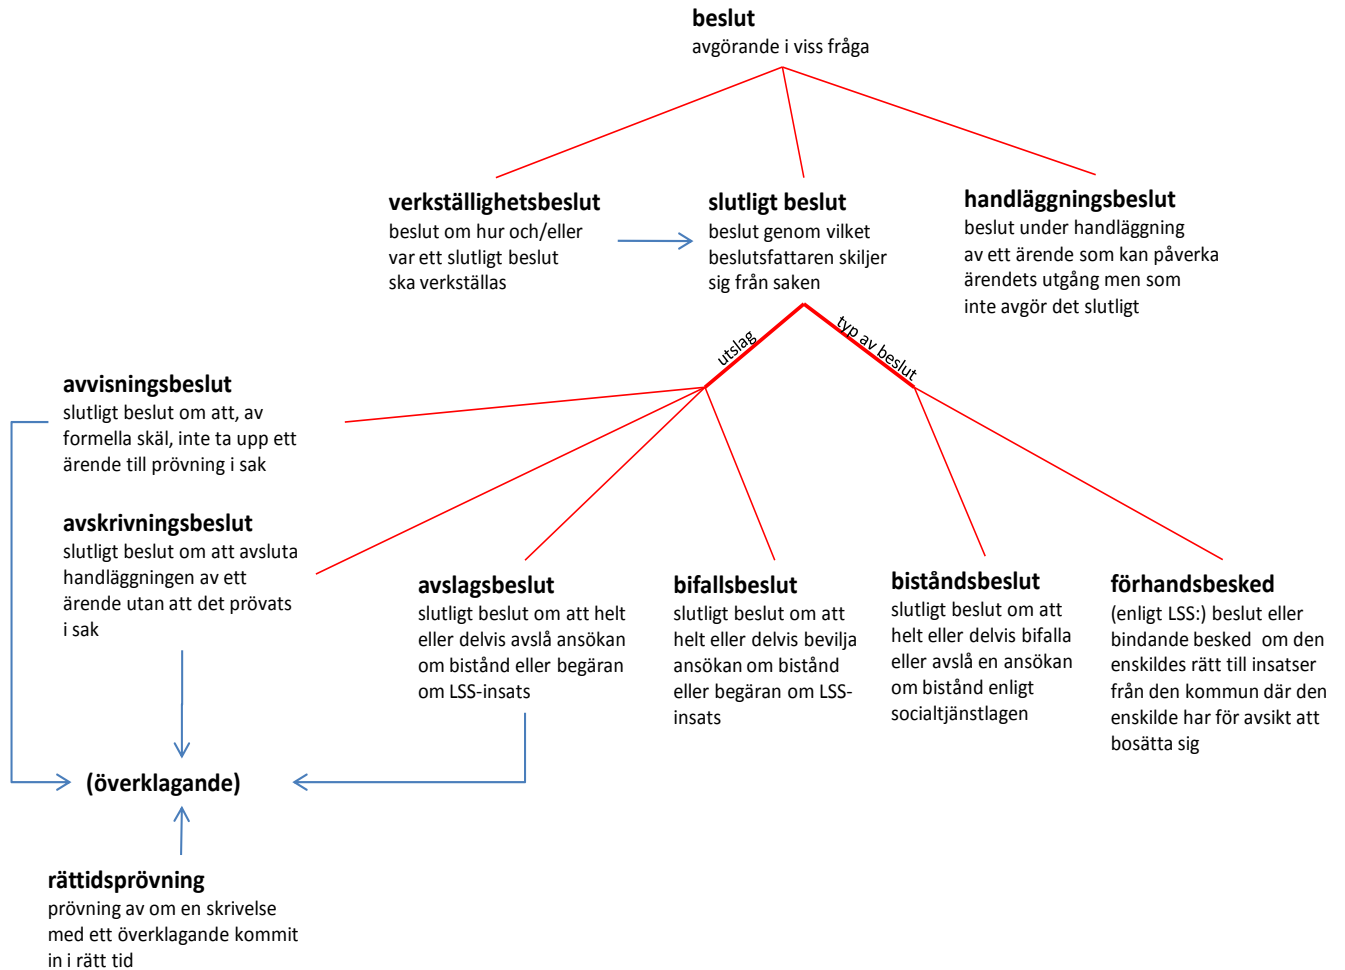 beslut
avgörande i viss fråga
verkställighetsbeslut
beslut om hur och/eller
var ett slutligt beslut
ska verkställas
slutligt beslut
beslut genom vilket
beslutsfattaren skiljer
sig från saken
handläggningsbeslut
beslut under handläggning
av ett ärende som kan påverka
ärendets utgång men som
inte avgör det slutligt
utslag
typ av beslut
avvisningsbeslut
slutligt beslut om att, av
formella skäl, inte ta upp ett
ärende till prövning i sak
avskrivningsbeslut
slutligt beslut om att avsluta
handläggningen av ett
ärende utan att det prövats
i sak
avslagsbeslut
slutligt beslut om att helt
eller delvis avslå ansökan
om bistånd eller begäran
om LSS-insats
bifallsbeslut
slutligt beslut om att
helt eller delvis bevilja
ansökan om bistånd
eller begäran om LSS-
insats
biståndsbeslut
slutligt beslut om att
helt eller delvis bifalla
eller avslå en ansökan
om bistånd enligt
socialtjänstlagen
förhandsbesked
(enligt LSS:) beslut eller
bindande besked om den
enskildes rätt till insatser
från den kommun där den
enskilde har för avsikt att
bosätta sig
(överklagande)
rättidsprövning
prövning av om en skrivelse
med ett överklagande kommit
in i rätt tid